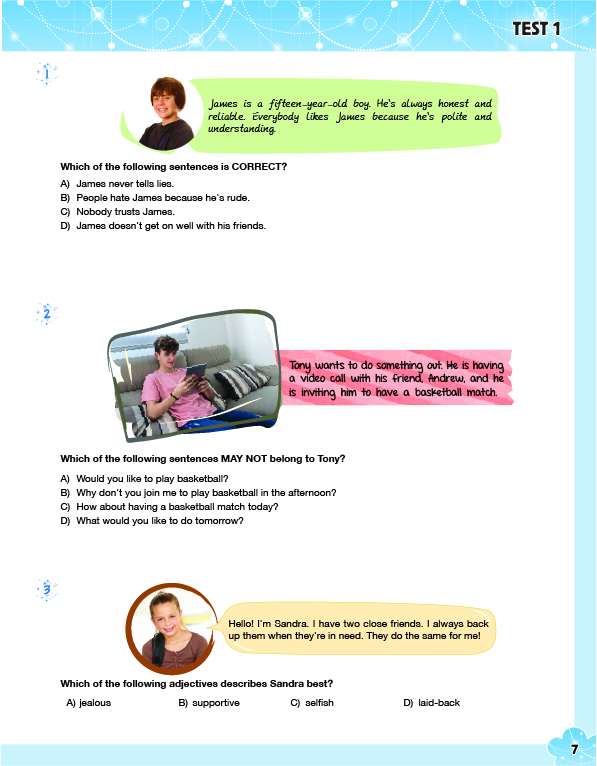 TEST 1
1
James is a fifteen-year-old boy. He's always honest and
reliable. Everybody likes James because he's polite and
understanding.
Which of the following sentences is CORRECT?
A) James never tells lies.
B) People hate James because he's rude.
C) Nobody trusts James.
D) James doesn't get on well with his friends.
2
Tony wants to do something out. He is having
a video call with his friend, Andrew, and he
is inviting him to have a basketball match.
Which of the following sentences MAY NOT belong to Tony?
A) Would you like to play basketball?
B) Why don't you join me to play basketball in the afternoon?
C) How about having a basketball match today?
D) What would you like to do tomorrow?
3
Hello! I'm Sandra. I have two close friends. I always back
up them when they're in need. They do the same for me!
Which of the following adjectives describes Sandra best?
A) jealous B) supportive C) selfish D) laid-back
7